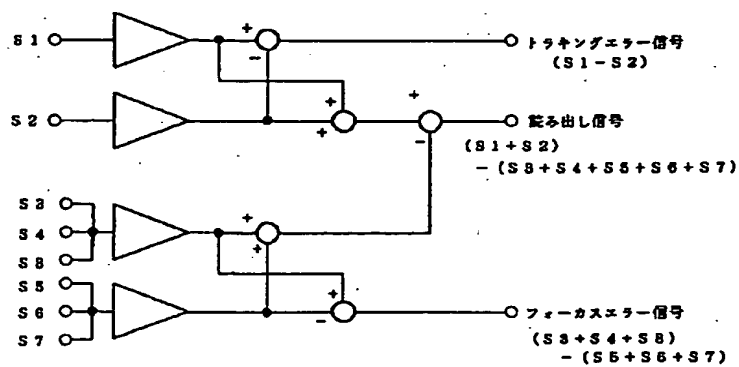 S1
+
トラキングエラー信号
(S1-S2)
-
S2
+
+
+
-
読み出し信号
(S1+S2)
-(S3+S4+S5+S6+S7)
S3
S4
S8
+
+
S5
S6
S7
+
-
フォーカスエラー信号
(S3+S4+S8)
-(S5+S6+S7)